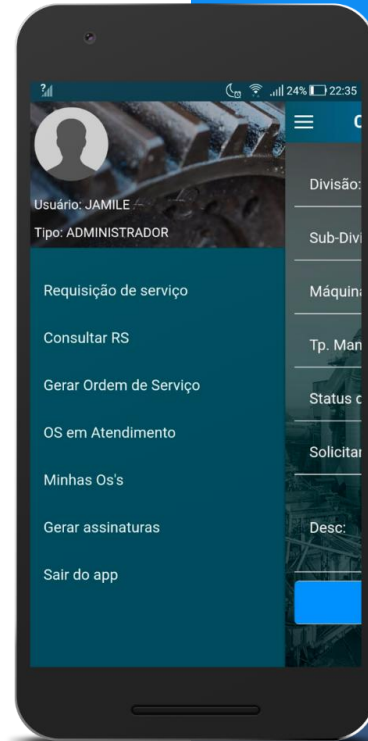 24% 22:35
Usuário: JAMILE
Tipo: ADMINISTRADOR
Requisição de serviço
Consultar RS
Gerar Ordem de Serviço
OS em Atendimento
Minhas Os's
Gerar assinaturas
Sair do app
C
Divisão:
Sub-Divi
Máquina
Tp. Man
Status d
Solicitar
Desc: